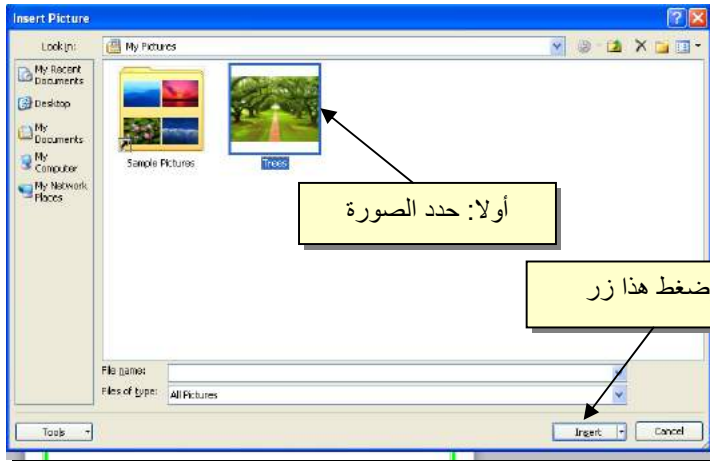 Insert Picture
Look in:
My Pictures
My Recent
Documents
Desktop
My
Documents
My
Computer
My Network
Places
Sample Pictures
Trees
أولا: حدد الصورة
ضغط هذا زر
File name:
Files of type:
All Pictures
Tools
Insert
Cancel